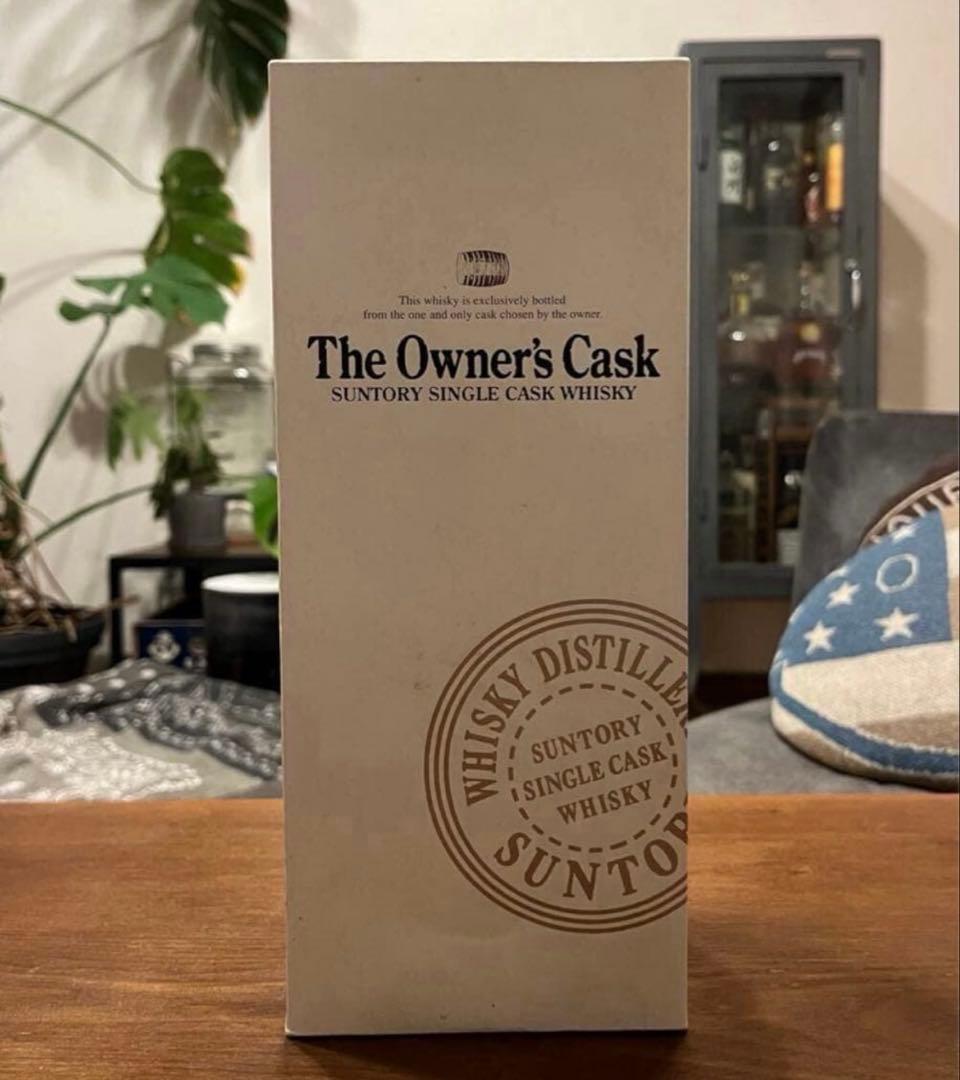 This whisky is exclusively bottled
from the one and only cask chosen by the owner.
The Owner's Cask
SUNTORY SINGLE CASK WHISKY
WHISKY DISTILLE
SUNTORY
SINGLE CASK
WHISKY
SUNTOR